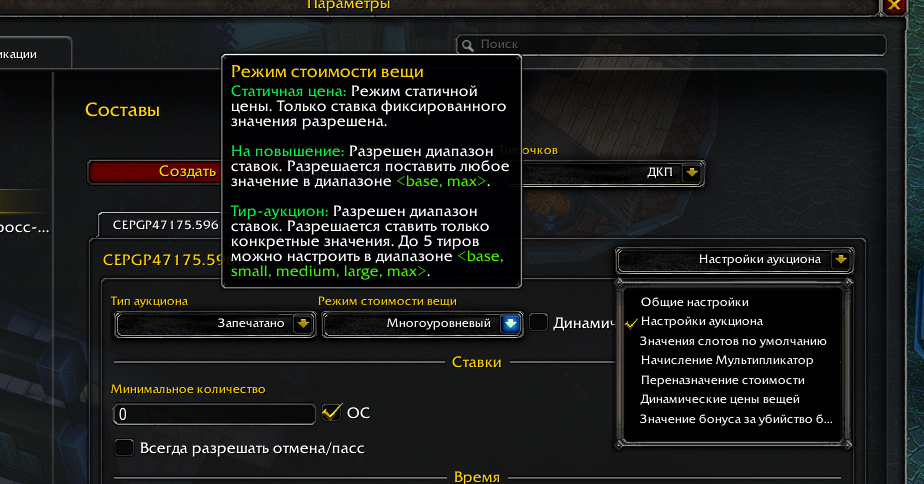 Параметры
икации
Поиск
Режим стоимости вещи
Статичная цена: Режим статичной
цены. Только ставка фиксированного
значения разрешена.
На повышение: Разрешен диапазон
ставок. Разрешается поставить любое
значение в диапазоне <base, max>.
Тир-аукцион: Разрешен диапазон
ставок. Разрешается ставить только
конкретные значения. До 5 тиров
можно настроить в диапазоне <base,
small, medium, large, max>.
Составы
очков
Создать
ДКП
росс-...
CEPGP47175.596
CEPGP47175.59
Настройки аукциона
Общие настройки
Настройки аукциона
Значения слотов по умолчанию
Начисление Мультипликатор
Переназначение стоимости
Динамические цены вещей
Значение бонуса за убийство б...
Тип аукциона
Режим стоимости вещи
Запечатано
Многоуровневый
Динамич
Ставки
Минимальное количество
0
ОС
Всегда разрешать отмена/пасс
Время